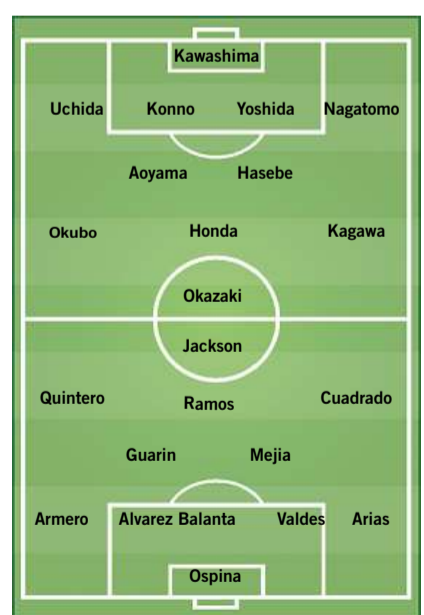 Kawashima
Uchida Konno Yoshida Nagatomo
Aoyama Hasebe
Okubo Honda Kagawa
Okazaki
Jackson
Quintero Ramos Cuadrado
Guarin Mejia
Armero Alvarez Balanta Valdes Arias
Ospina